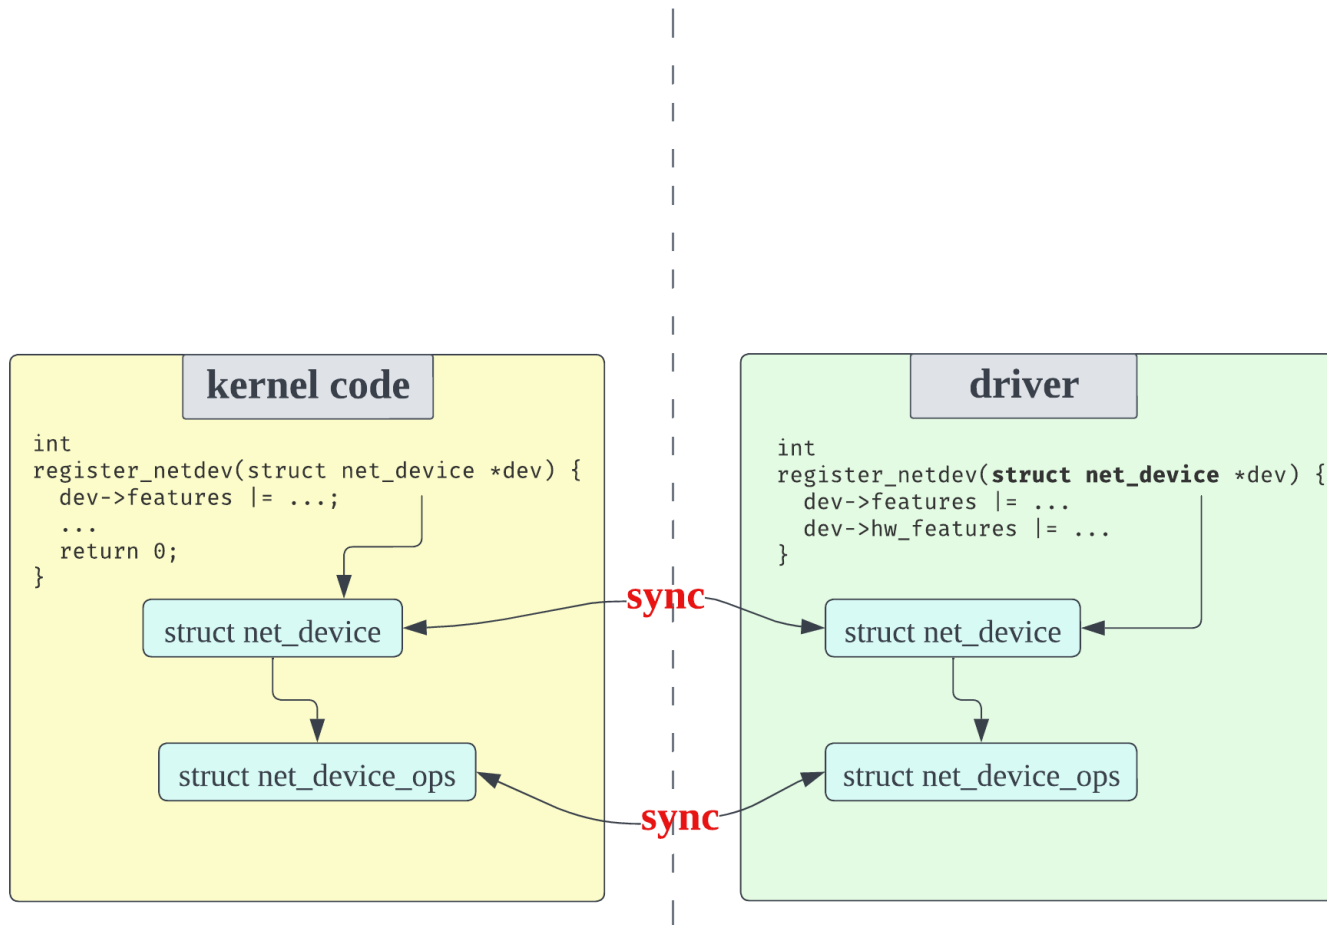 kernel code
int
register_netdev(struct net_device *dev) {
  dev->features |= ...;
  ...
  return 0;
}
struct net_device
struct net_device_ops
sync
sync
driver
int
register_netdev(struct net_device *dev) {
  dev->features |= ...
  dev->hw_features |= ...
}
struct net_device
struct net_device_ops